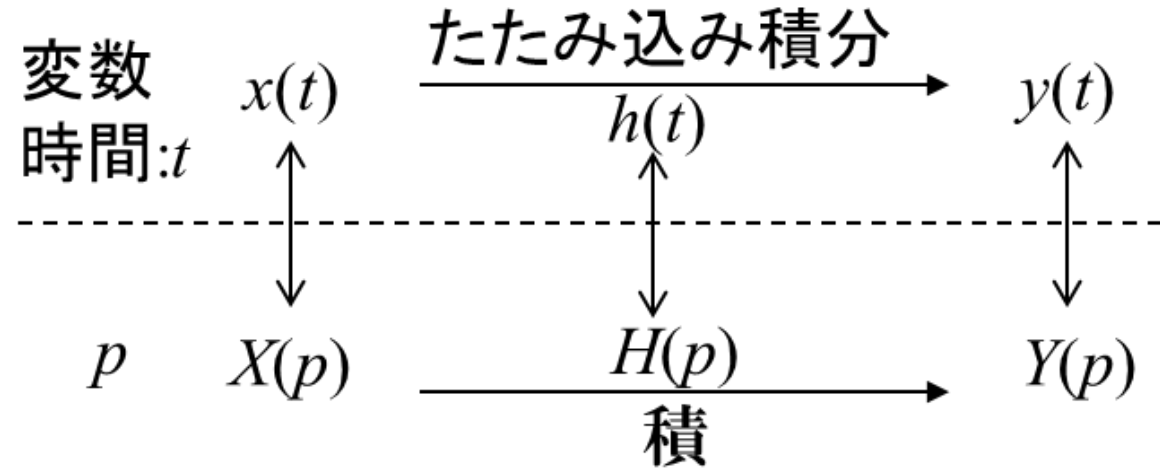 変数
時間:t
たたみ込み積分
x(t)
h(t)
y(t)
p
X(p)
H(p)
Y(p)
積